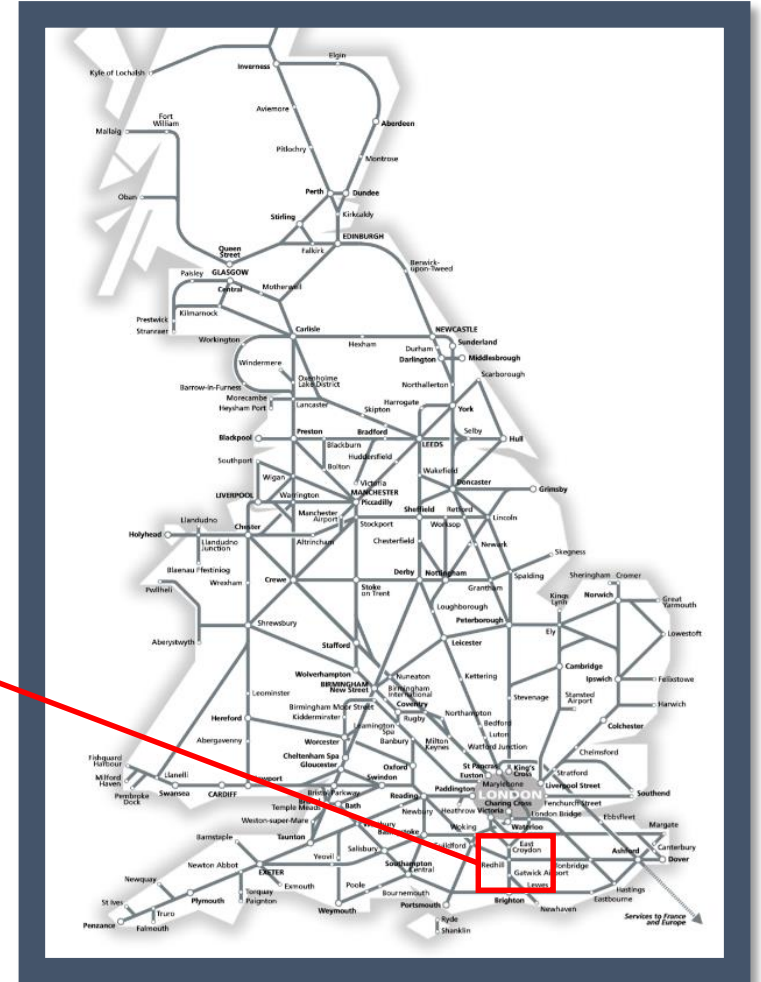 Elgin
Inverness
Kyle of Lochalsh
Aviemore
Fort
William
Aberdeen
Mallaig
Pitlochry
Montrose
Perth
Dundee
Oban
Stirling
Kirkcaldy
EDINBURGH
Queen
Street
Falkirk
Berwick-
upon-Tweed
Paisley
GLASGOW
Central
Motherwell
Prestwick
Kilmarnock
Stranraer
Carlisle
NEWCASTLE
Workington
Hexham
Sunderland
Durham
Darlington
Middlesbrough
Windermere
Scarborough
Oxenholme
Lake District
Barrow-in-Furness
Northallerton
Morecambe
Lancaster
Harrogate
Heysham Port
Skipton
York
Blackpool
Preston
Bradford
Selby
Hull
Blackburn
LEEDS
Huddersfield
Southport
Bolton
Wakefield
Wigan
Victoria
Doncaster
MANCHESTER
Piccadilly
Grimsby
LIVERPOOL
Warrington
Manchester
Airport
Sheffield
Retford
Lincoln
Llandudno
Chester
Stockport
Worksop
Holyhead
Llandudno
Junction
Altrincham
Chesterfield
Newark
Skegness
Blaenau Ffestiniog
Derby
Nottingham
Pwllheli
Wrexham
Crewe
Stoke
on Trent
Grantham
Spalding
Sheringham
Cromer
Kings
Lynn
Norwich
Great
Yarmouth
Loughborough
Shrewsbury
Peterborough
Aberystwyth
Stafford
Leicester
Ely
Lowestoft
Wolverhampton
Cambridge
BIRMINGHAM
New Street
Nuneaton
Kettering
Birmingham
International
Ipswich
Felixstowe
Leominster
Stevenage
Stansted
Airport
Birmingham Moor Street
Coventry
Harwich
Kidderminster
Rugby
Northampton
Hereford
Leamington
Spa
Bedford
Colchester
Abergavenny
Worcester
Banbury
Milton
Keynes
Luton
Cheltenham Spa
Watford Junction
Chelmsford
Fishguard
Harbour
Gloucester
Oxford
St Pancras
King's
Cross
Euston
Stratford
Milford
Haven
Llanelli
Newport
Swindon
Marylebone
Liverpool Street
Pembroke
Dock
Swansea
CARDIFF
Bristol Parkway
Paddington
LONDON
Southend
Reading
Charing Cross
Fenchurch Street
Temple Meads
Bath
Newbury
Heathrow
Victoria
London Bridge
Ebbsfleet
Weston-super-Mare
Waterloo
Margate
Woking
Barnstaple
Taunton
Guildford
East
Croydon
Canterbury
Salisbury
Ashford
Dover
Newton Abbot
Yeovil
Redhill
Gatwick Airport
Newquay
EXETER
Southampton
Central
Exmouth
Poole
Lewes
Hastings
Torquay
Bournemouth
Eastbourne
St Ives
Plymouth
Paignton
Portsmouth
Brighton
Newhaven
Truro
Weymouth
Penzance
Falmouth
Ryde
Shanklin
Services to France
and Europe